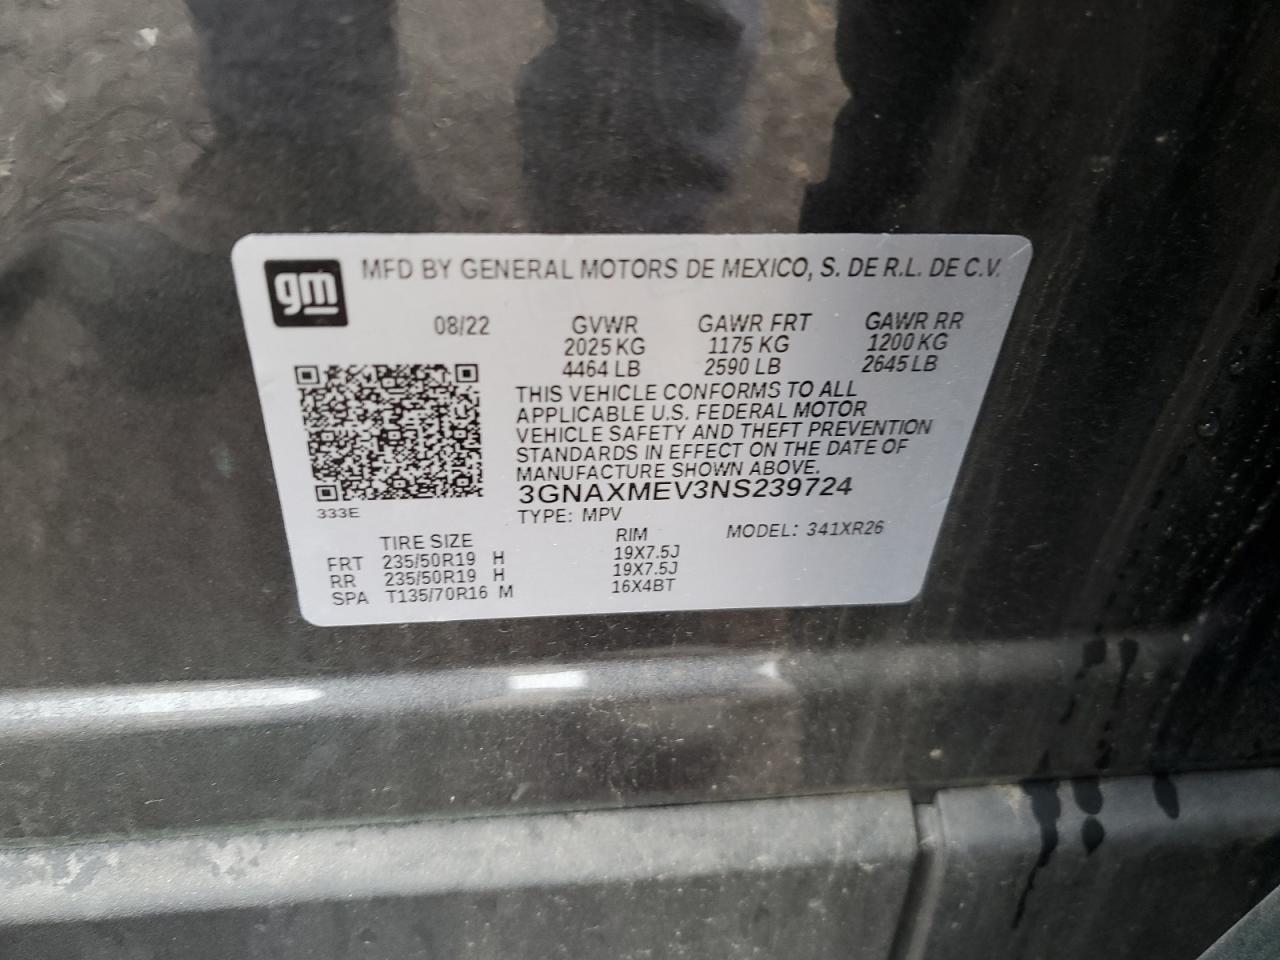 gm
MFD BY GENERAL MOTORS DE MEXICO, S. DE R.L. DE C.V.
08/22 GVWR GAWR FRT GAWR RR
2025 KG 1175 KG 1200 KG
4464 LB 2590 LB 2645 LB
THIS VEHICLE CONFORMS TO ALL
APPLICABLE U.S. FEDERAL MOTOR
VEHICLE SAFETY AND THEFT PREVENTION
STANDARDS IN EFFECT ON THE DATE OF
MANUFACTURE SHOWN ABOVE.
3GNAXMEV3NS239724
333E
TYPE: MPV
TIRE SIZE RIM MODEL: 341XR26
FRT 235/50R19 H 19X7.5J
RR 235/50R19 H 19X7.5J
SPA T135/70R16 M 16X4BT